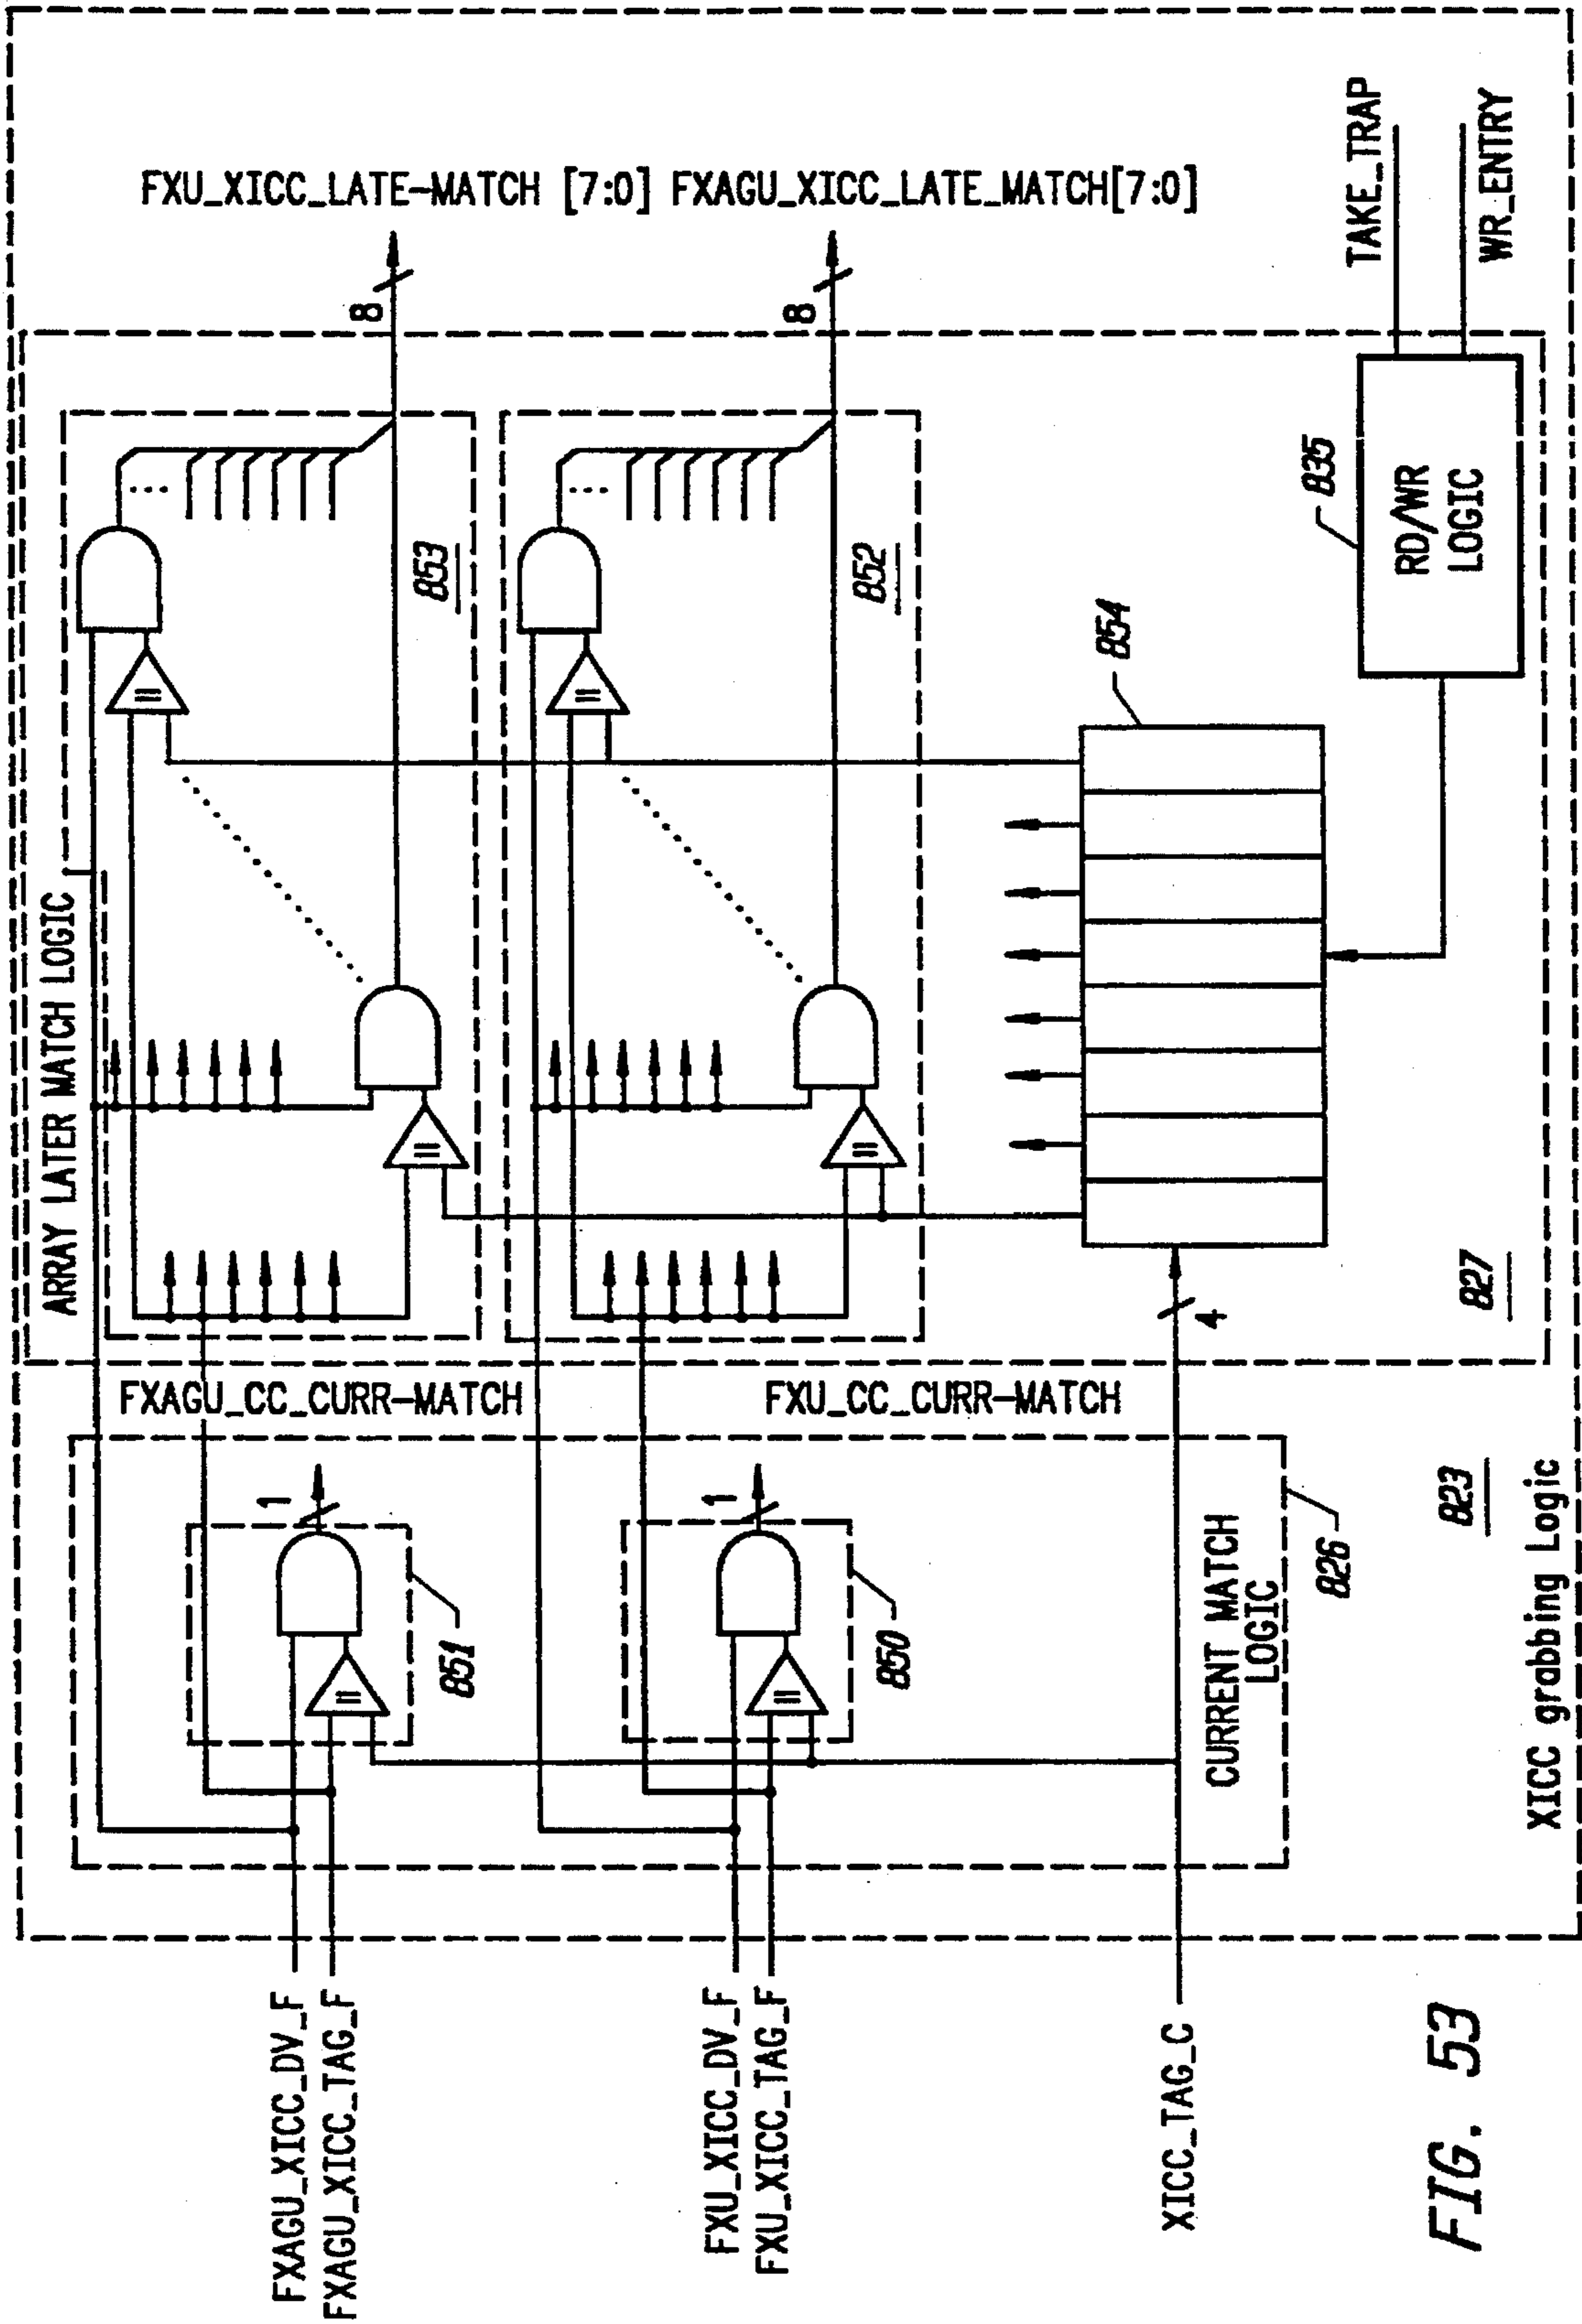 ARRAY LATER MATCH LOGIC
853
8
FXU_XICC_LATE-MATCH [7:0]
FXAGU_XICC_LATE_MATCH[7:0]
852
8
854
835
RD/WR
LOGIC
TAKE_TRAP
WR_ENTRY
827
4
FXAGU_CC_CURR-MATCH
FXU_CC_CURR-MATCH
1
851
1
850
CURRENT MATCH
LOGIC
826
823
XICC grabbing Logic
FXAGU_XICC_DV_F
FXAGU_XICC_TAG_F
FXU_XICC_DV_F
FXU_XICC_TAG_F
XICC_TAG_C
FIG. 53